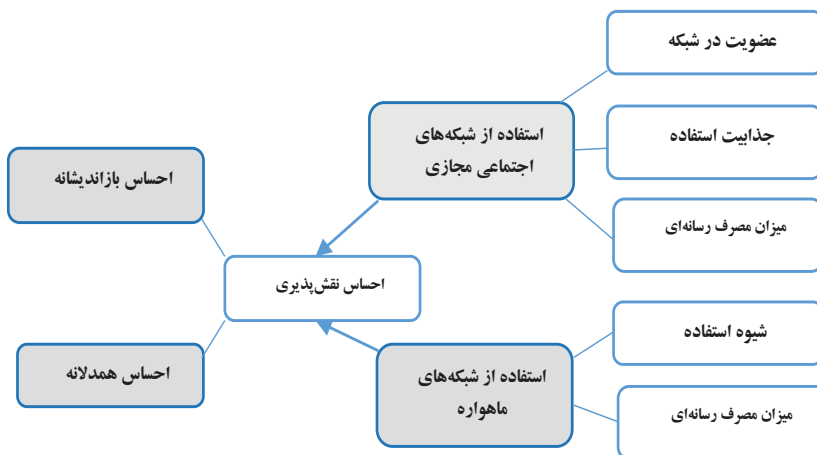 عضویت در شبکه
جذابیت استفاده
میزان مصرف رسانه‌ای
استفاده از شبکه‌های
اجتماعی مجازی
احساس بازاندیشانه
احساس نقش‌پذیری
احساس همدلانه
شیوه استفاده
استفاده از شبکه‌های
ماهواره
میزان مصرف رسانه‌ای